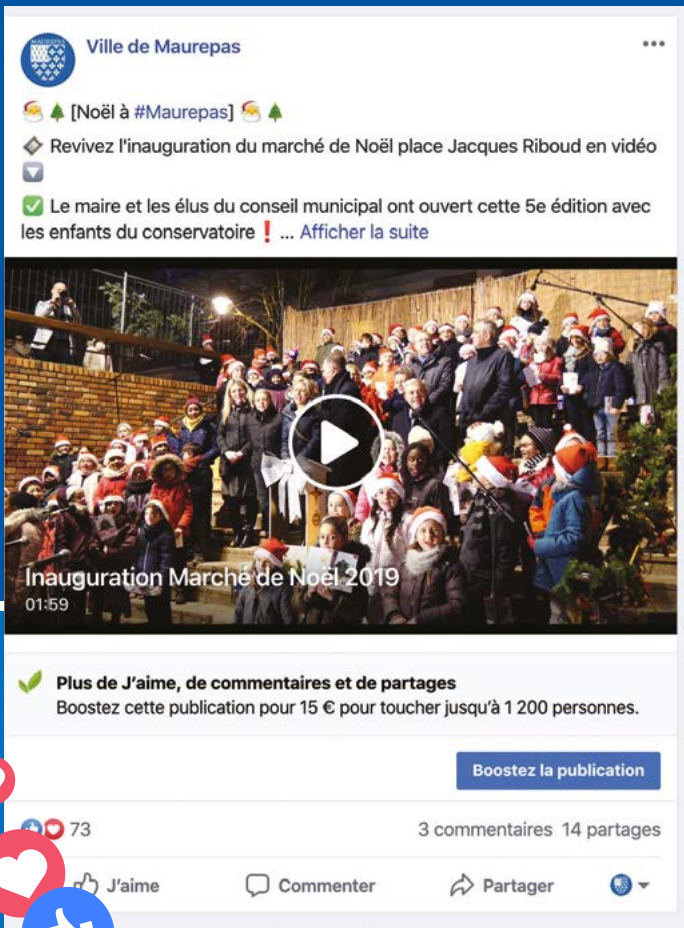 MAUREPAS
Ville de Maurepas
🎅🎄 [Noël à #Maurepas] 🎅🎄
Revivez l'inauguration du marché de Noël place Jacques Riboud en vidéo
Le maire et les élus du conseil municipal ont ouvert cette 5e édition avec
les enfants du conservatoire❗ ... Afficher la suite
Inauguration Marché de Noël 2019
01:59
Plus de J'aime, de commentaires et de partages
Boostez cette publication pour 15 € pour toucher jusqu'à 1 200 personnes.
Boostez la publication
73 3 commentaires 14 partages
J'aime Commenter Partager